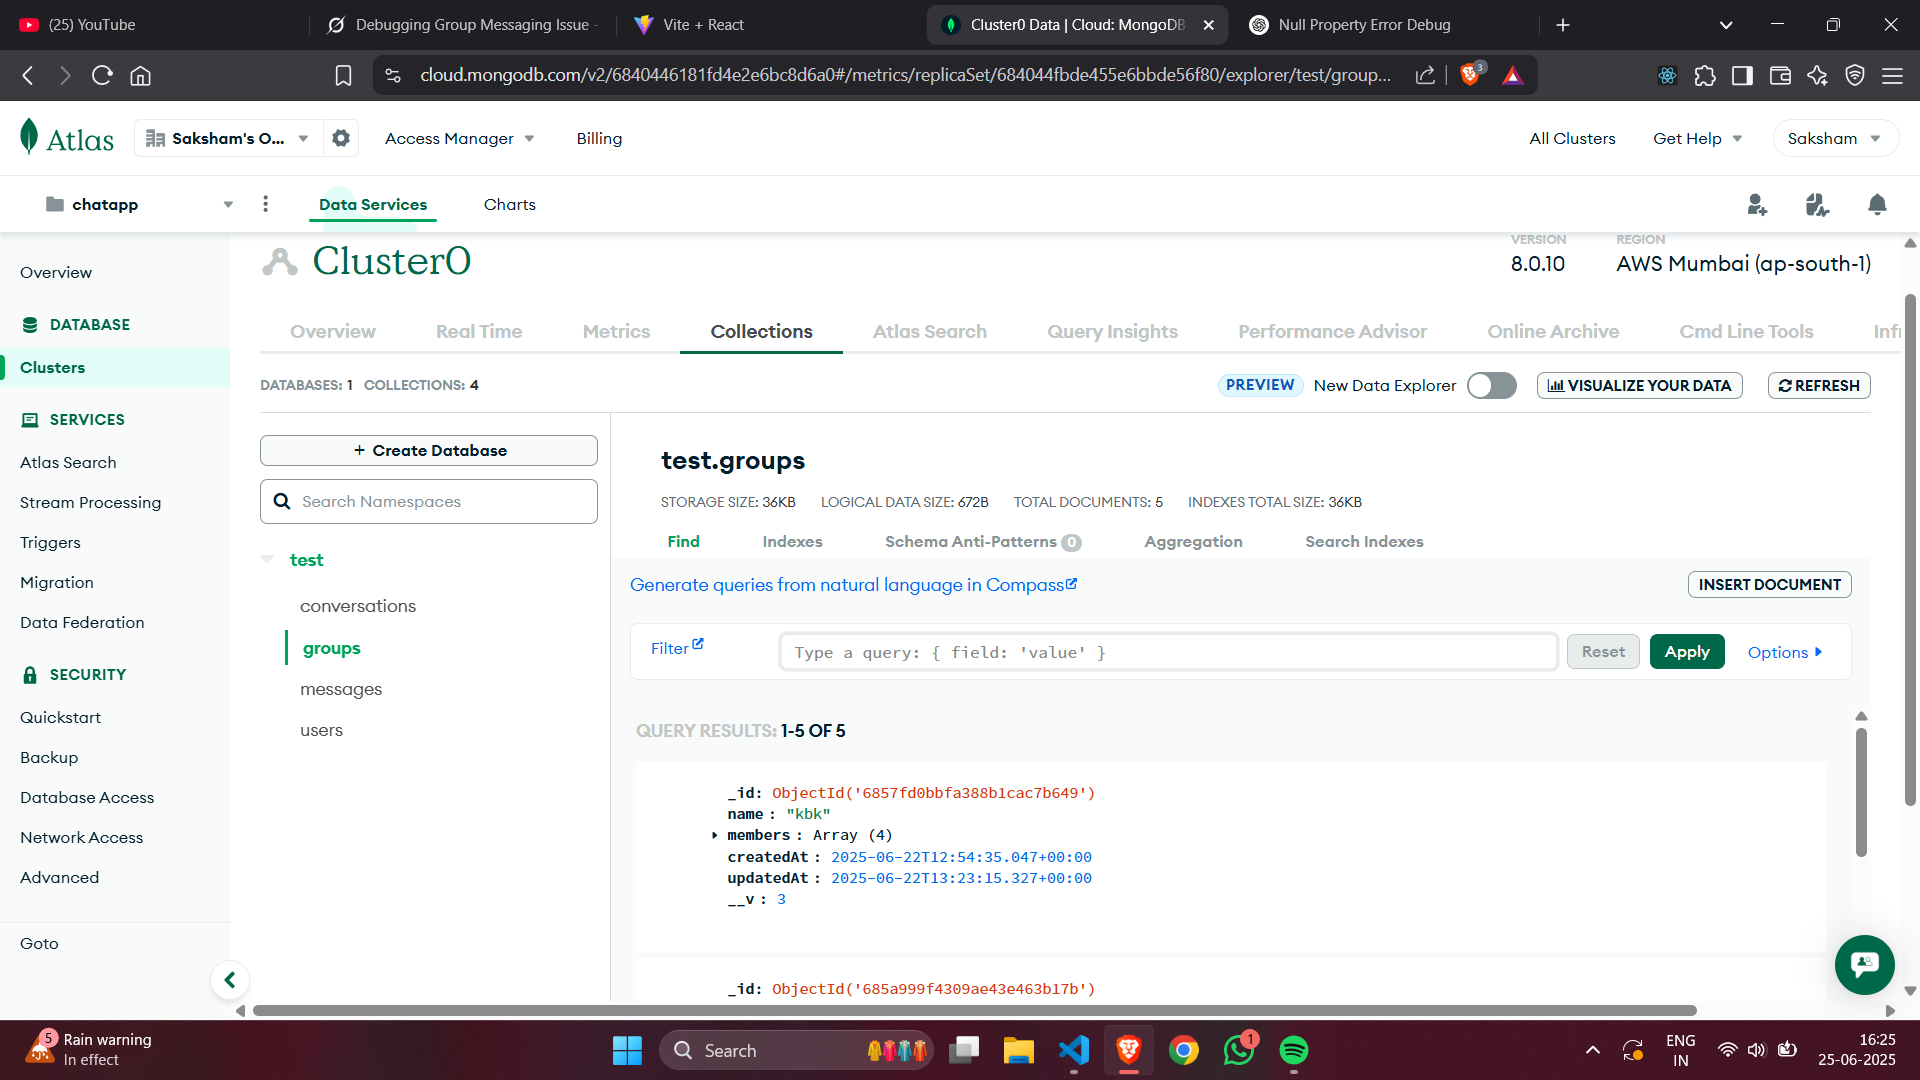 (25) YouTube
Debugging Group Messaging Issue -
Vite + React
Cluster0 Data | Cloud: MongoDB
Null Property Error Debug
cloud.mongodb.com/v2/6840446181fd4e2e6bc8d6a0#/metrics/replicaSet/684044fbde455e6bbde56f80/explorer/test/group...
3
Atlas
Saksham's O...
Access Manager
Billing
All Clusters
Get Help
Saksham
chatapp
Data Services
Charts
Overview
DATABASE
Clusters
SERVICES
Atlas Search
Stream Processing
Triggers
Migration
Data Federation
SECURITY
Quickstart
Backup
Database Access
Network Access
Advanced
Goto
Cluster0
VERSION
8.0.10
REGION
AWS Mumbai (ap-south-1)
Overview
Real Time
Metrics
Collections
Atlas Search
Query Insights
Performance Advisor
Online Archive
Cmd Line Tools
Infr
DATABASES: 1 COLLECTIONS: 4
PREVIEW New Data Explorer
VISUALIZE YOUR DATA
REFRESH
+ Create Database
Search Namespaces
test
conversations
groups
messages
users
test.groups
STORAGE SIZE: 36KB LOGICAL DATA SIZE: 672B TOTAL DOCUMENTS: 5 INDEXES TOTAL SIZE: 36KB
Find
Indexes
Schema Anti-Patterns 0
Aggregation
Search Indexes
Generate queries from natural language in Compass
INSERT DOCUMENT
Filter
Type a query: { field: 'value' }
Reset
Apply
Options
QUERY RESULTS: 1-5 OF 5
_id: ObjectId('6857fd0bbfa388b1cac7b649')
name : "kbk"
members : Array (4)
createdAt : 2025-06-22T12:54:35.047+00:00
updatedAt : 2025-06-22T13:23:15.327+00:00
__v : 3
_id: ObjectId('685a999f4309ae43e463b17b')
5
Rain warning
In effect
Search
1
ENG
IN
16:25
25-06-2025